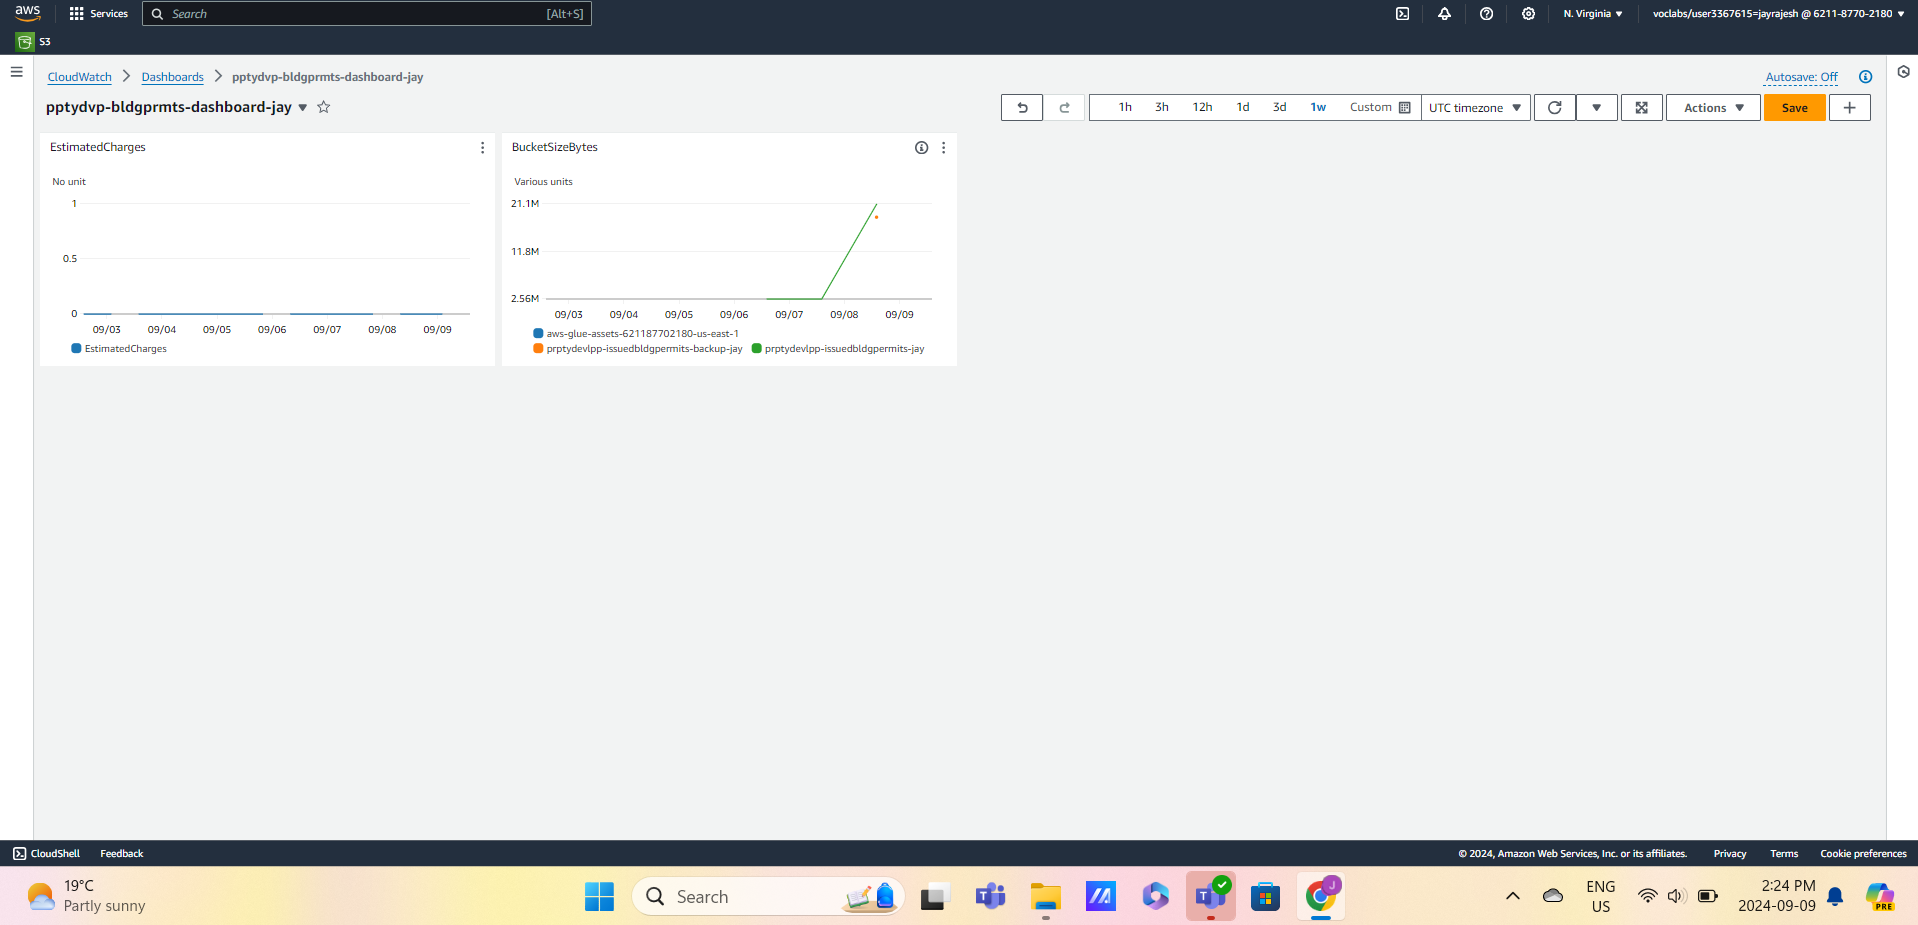 aws
Services
Search
[Alt+S]
N. Virginia
voclabs/user3367615=jayrajesh @ 6211-8770-2180
S3
CloudWatch
Dashboards
pptydvp-bldgprmts-dashboard-jay
Autosave: Off
pptydvp-bldgprmts-dashboard-jay
1h
3h
12h
1d
3d
1w
Custom
UTC timezone
Actions
Save
EstimatedCharges
No unit
1
0.5
0
09/03
09/04
09/05
09/06
09/07
09/08
09/09
EstimatedCharges
BucketSizeBytes
Various units
21.1M
11.8M
2.56M
09/03
09/04
09/05
09/06
09/07
09/08
09/09
aws-glue-assets-621187702180-us-east-1
prptydevlpp-issuedbldgpermits-backup-jay
prptydevlpp-issuedbldgpermits-jay
CloudShell
Feedback
© 2024, Amazon Web Services, Inc. or its affiliates.
Privacy
Terms
Cookie preferences
19°C
Partly sunny
Search
J
ENG
US
2:24 PM
2024-09-09
PRE